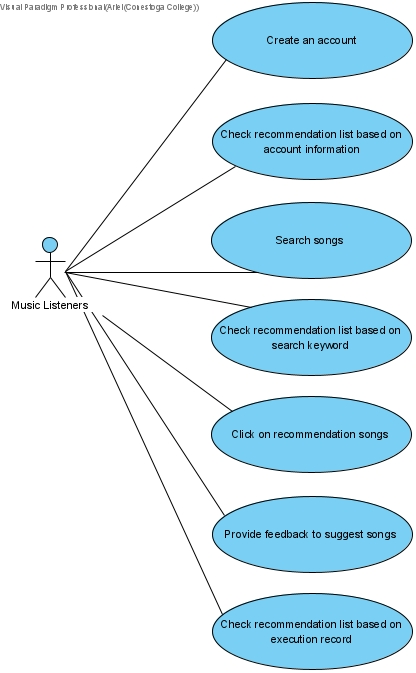 Visual Paradigm Professional(Ariel(Conestoga College))
Create an account
Check recommendation list based on
account information
Search songs
Music Listeners
Check recommendation list based on
search keyword
Click on recommendation songs
Provide feedback to suggest songs
Check recommendation list based on
execution record